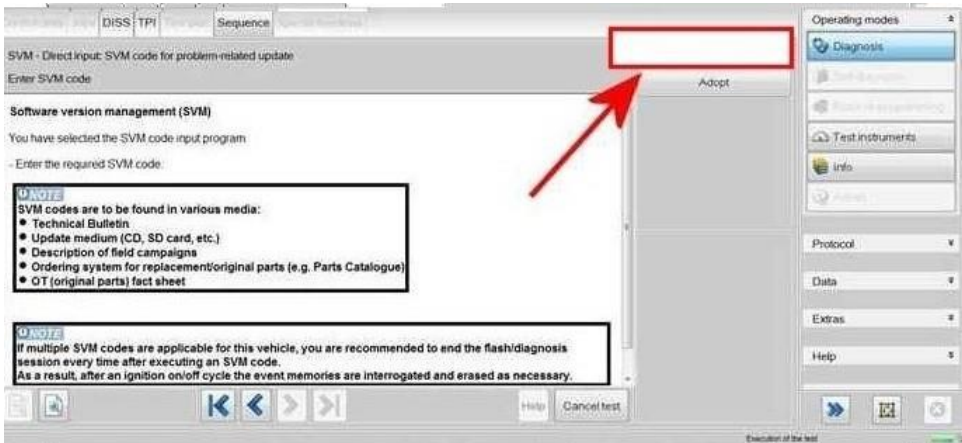 DISS TPI Sequence
SVM - Direct input: SVM code for problem-related update
Enter SVM code
Adopt
Software version management (SVM)
You have selected the SVM code input program
- Enter the required SVM code.
NOTE
SVM codes are to be found in various media:
• Technical Bulletin
• Update medium (CD, SD card, etc.)
• Description of field campaigns
• Ordering system for replacement/original parts (e.g. Parts Catalogue)
• OT (original parts) fact sheet
NOTE
If multiple SVM codes are applicable for this vehicle, you are recommended to end the flash/diagnosis
session every time after executing an SVM code.
As a result, after an ignition on/off cycle the event memories are interrogated and erased as necessary.
Help Cancel test
Operating modes
Diagnosis
Test instruments
Info
Protocol
Data
Extras
Help
Execution of the test